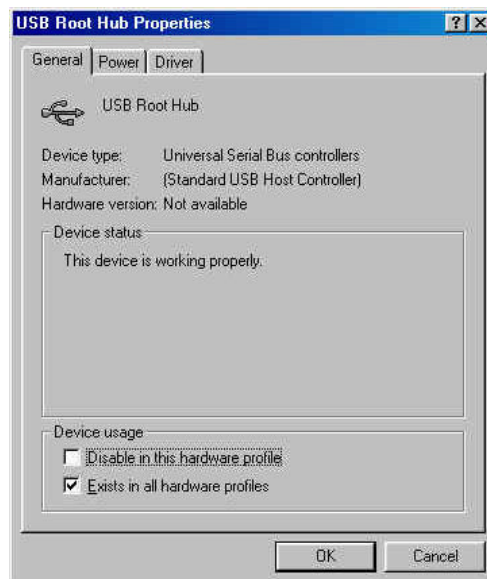 USB Root Hub Properties
General Power Driver
USB Root Hub
Device type: Universal Serial Bus controllers
Manufacturer: (Standard USB Host Controller)
Hardware version: Not available
Device status
This device is working properly.
Device usage
Disable in this hardware profile
Exists in all hardware profiles
OK Cancel